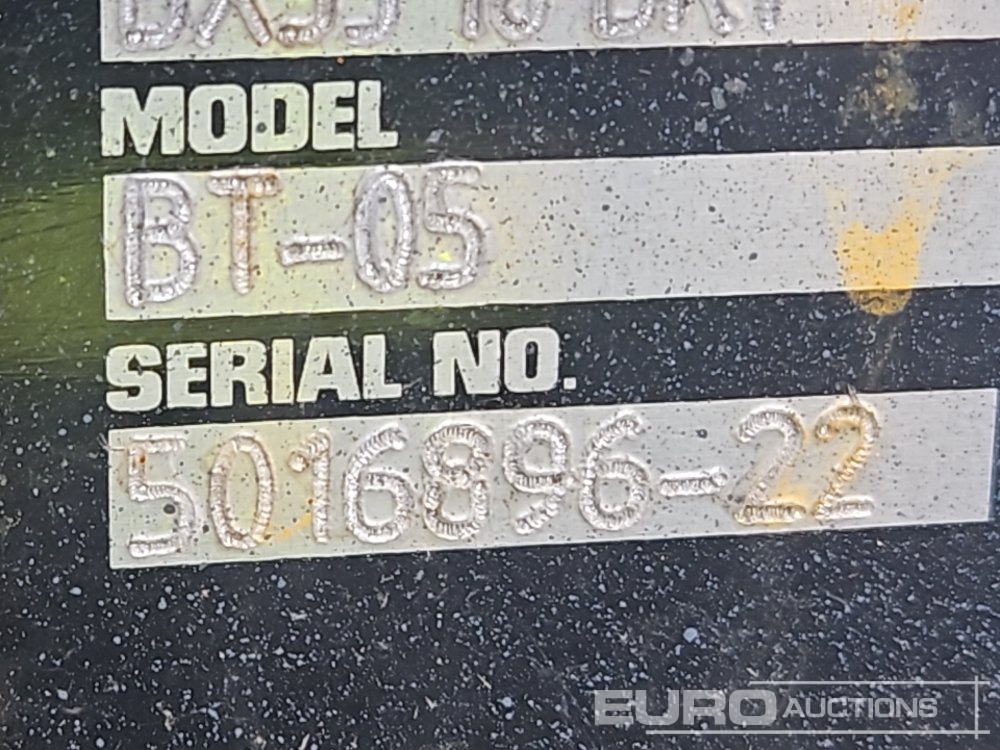 MODEL
BT-05
SERIAL NO.
5016896-22
EURO AUCTIONS